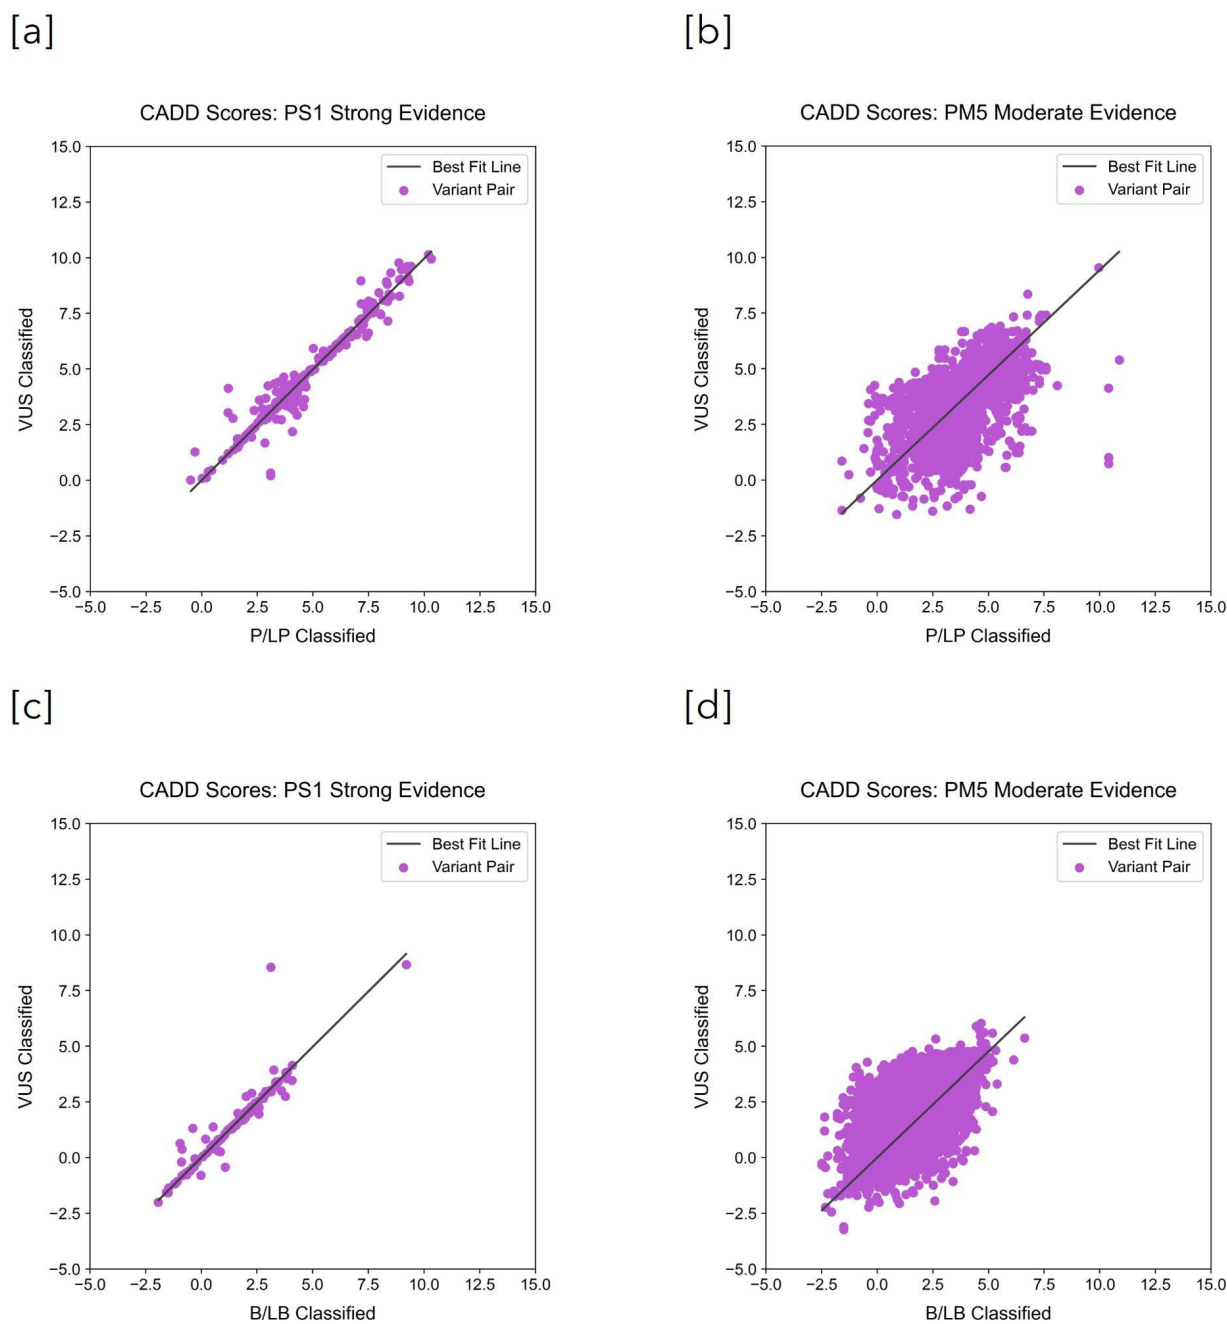 [a]
CADD Scores: PS1 Strong Evidence
15.0
12.5
10.0
7.5
5.0
2.5
0.0
−2.5
−5.0
VUS Classified
Best Fit Line
Variant Pair
−5.0 −2.5 0.0 2.5 5.0 7.5 10.0 12.5 15.0
P/LP Classified
[b]
CADD Scores: PM5 Moderate Evidence
15.0
12.5
10.0
7.5
5.0
2.5
0.0
−2.5
−5.0
VUS Classified
Best Fit Line
Variant Pair
−5.0 −2.5 0.0 2.5 5.0 7.5 10.0 12.5 15.0
P/LP Classified
[c]
CADD Scores: PS1 Strong Evidence
15.0
12.5
10.0
7.5
5.0
2.5
0.0
−2.5
−5.0
VUS Classified
Best Fit Line
Variant Pair
−5.0 −2.5 0.0 2.5 5.0 7.5 10.0 12.5 15.0
B/LB Classified
[d]
CADD Scores: PM5 Moderate Evidence
15.0
12.5
10.0
7.5
5.0
2.5
0.0
−2.5
−5.0
VUS Classified
Best Fit Line
Variant Pair
−5.0 −2.5 0.0 2.5 5.0 7.5 10.0 12.5 15.0
B/LB Classified